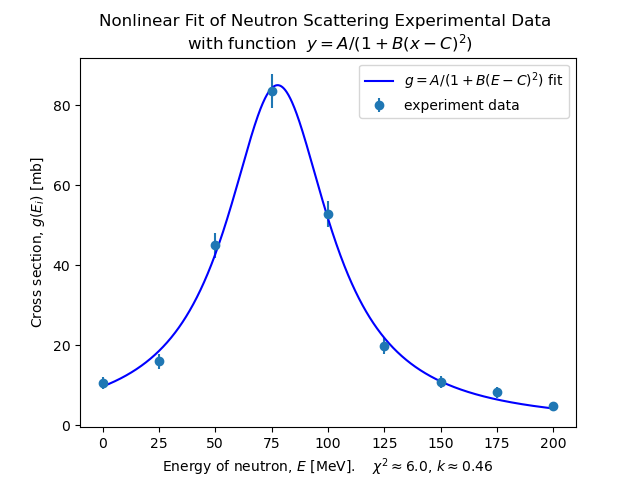 Nonlinear Fit of Neutron Scattering Experimental Data
with function y = A/(1 + B(x − C)²)
g = A/(1 + B(E − C)²) fit
experiment data
Cross section, g(Eᵢ) [mb]
80
60
40
20
0
0 25 50 75 100 125 150 175 200
Energy of neutron, E [MeV]. χ² ≈ 6.0, k ≈ 0.46